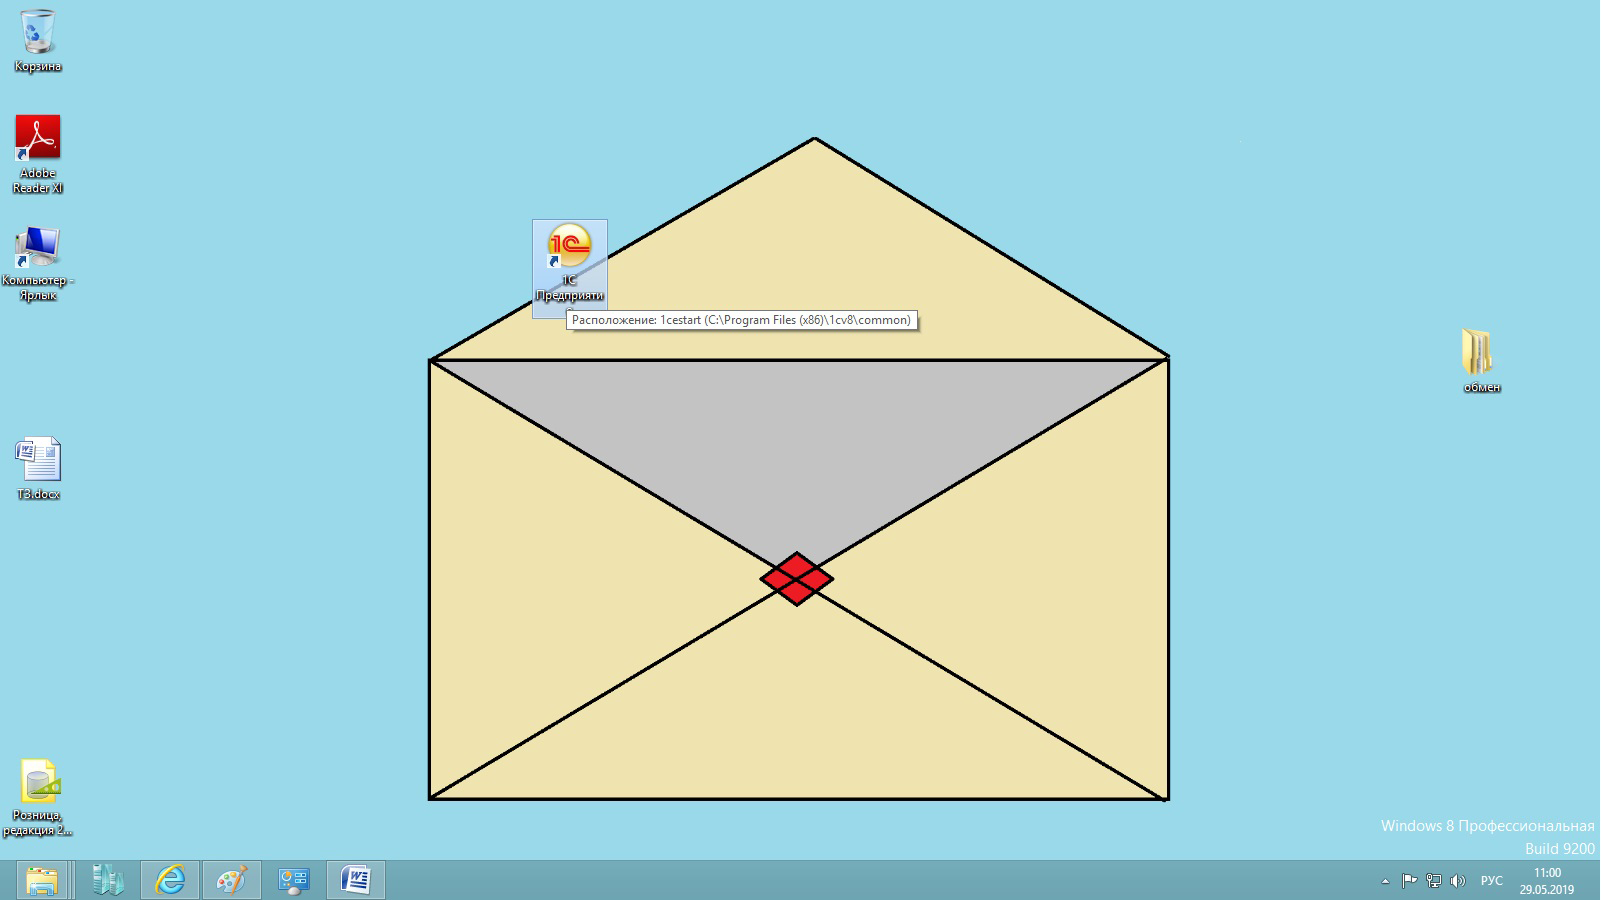 Корзина
Adobe
Reader XI
Компьютер -
Ярлык
ТЗ.docx
Розница,
редакция 2...
1С
1С
Предприяти
Расположение: 1cestart (C:\Program Files (x86)\1cv8\common)
обмен
Windows 8 Профессиональная
Build 9200
РУС
11:00
29.05.2019